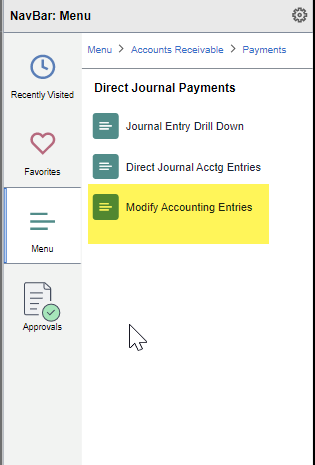 NavBar: Menu
Recently Visited
Favorites
Menu
Approvals
Menu > Accounts Receivable > Payments
Direct Journal Payments
Journal Entry Drill Down
Direct Journal Acctg Entries
Modify Accounting Entries